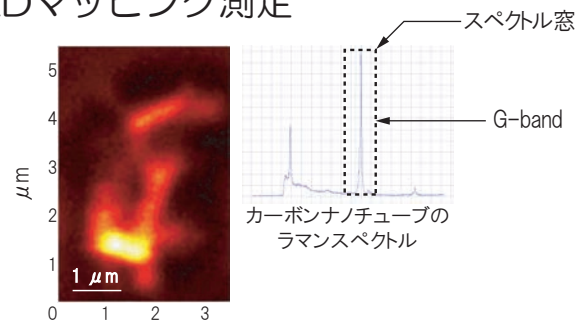 Dマッピング測定
スペクトル窓
G-band
カーボンナノチューブの
ラマンスペクトル
μm
5
4
3
2
1
1 μm
0 1 2 3